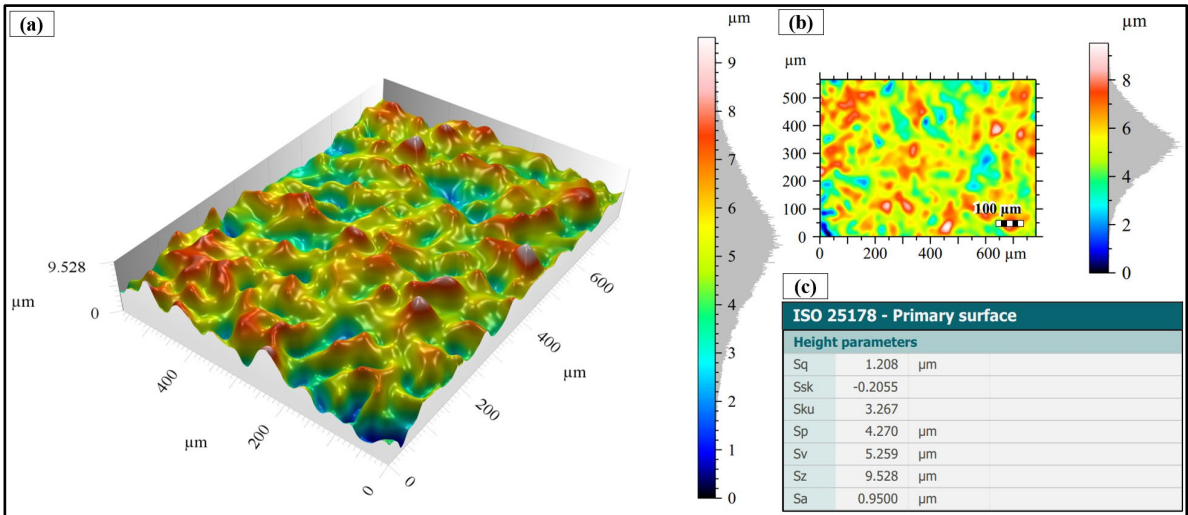 (a)
µm
9
8
7
6
5
4
3
2
1
0
9.528
µm
0
400
µm
200
0
0
200
400
µm
600
(b)
µm
µm
500
400
300
200
100
0
0
200
400
600 µm
100 µm
8
6
4
2
0
(c)
ISO 25178 - Primary surface
Height parameters
Sq 1.208 µm
Ssk -0.2055
Sku 3.267
Sp 4.270 µm
Sv 5.259 µm
Sz 9.528 µm
Sa 0.9500 µm